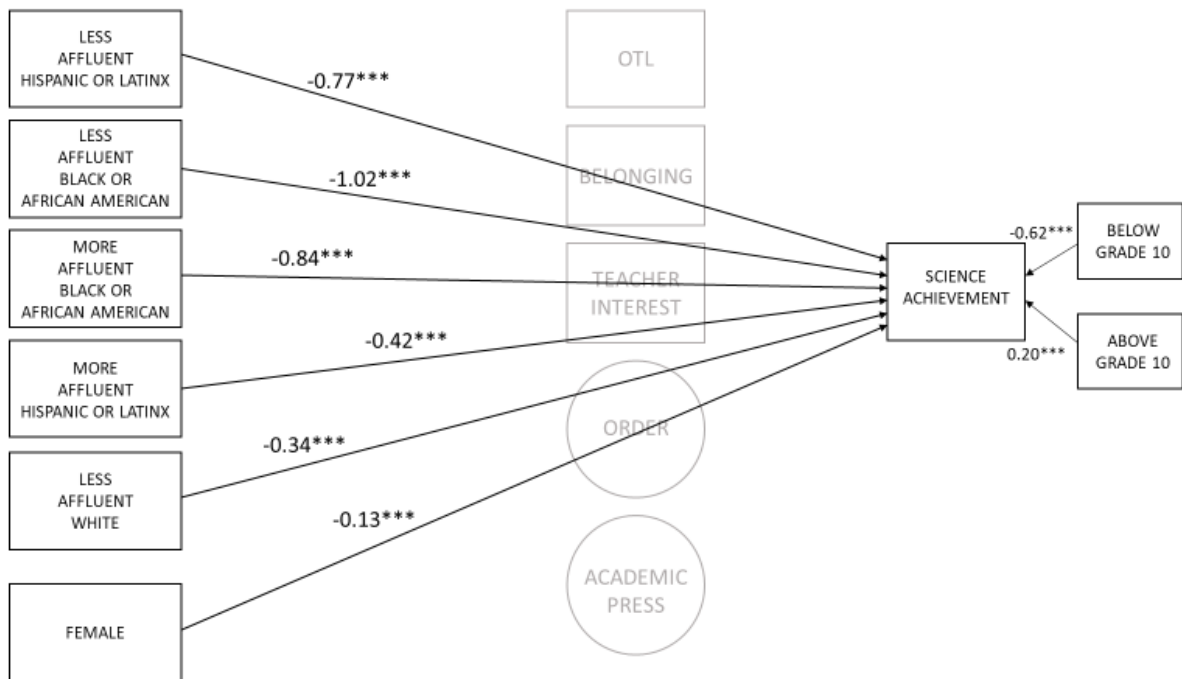 LESS
AFFLUENT
HISPANIC OR LATINX
LESS
AFFLUENT
BLACK OR
AFRICAN AMERICAN
MORE
AFFLUENT
BLACK OR
AFRICAN AMERICAN
MORE
AFFLUENT
HISPANIC OR LATINX
LESS
AFFLUENT
WHITE
FEMALE
-0.77***
-1.02***
-0.84***
-0.42***
-0.34***
-0.13***
OTL
BELONGING
TEACHER
INTEREST
ORDER
ACADEMIC
PRESS
SCIENCE
ACHIEVEMENT
-0.62***
0.20***
BELOW
GRADE 10
ABOVE
GRADE 10